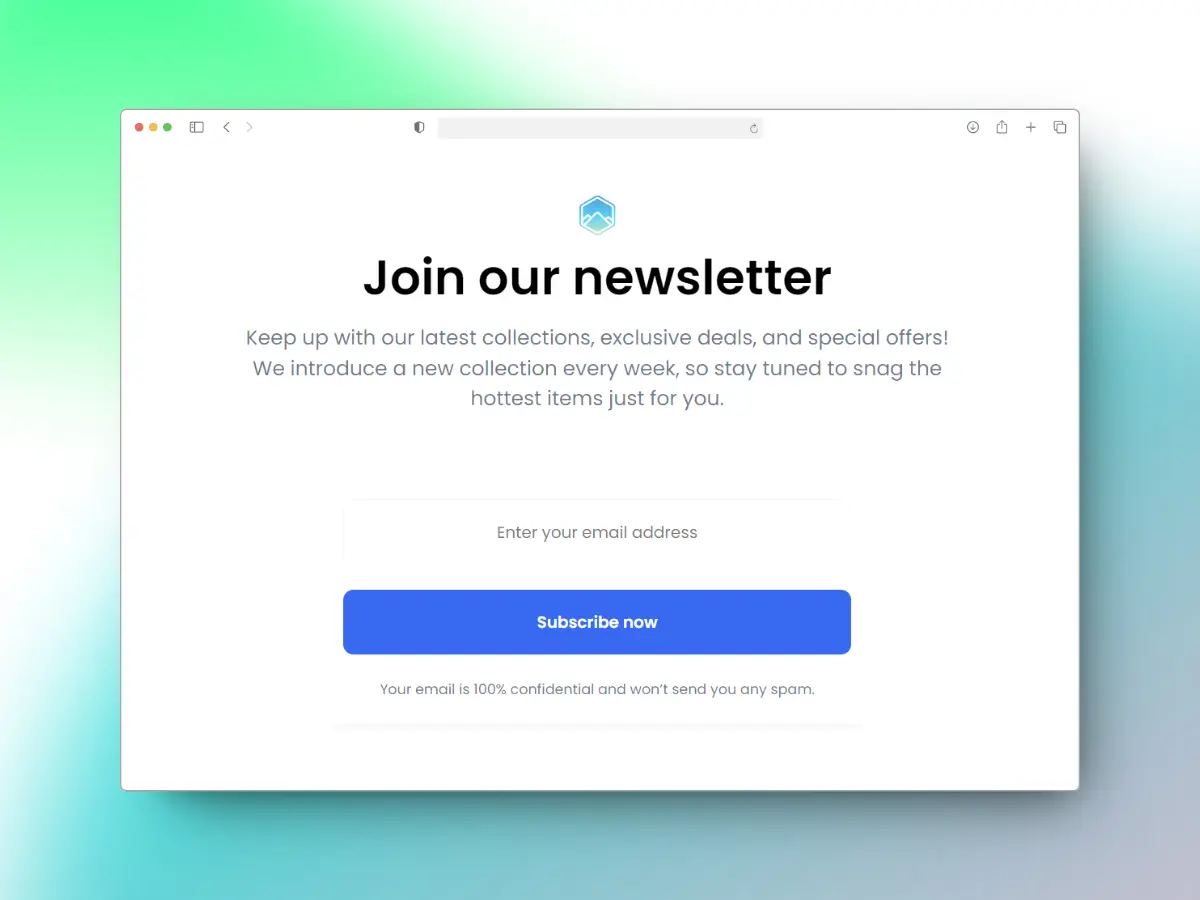 Join our newsletter
Keep up with our latest collections, exclusive deals, and special offers!
We introduce a new collection every week, so stay tuned to snag the
hottest items just for you.
Enter your email address
Subscribe now
Your email is 100% confidential and won’t send you any spam.